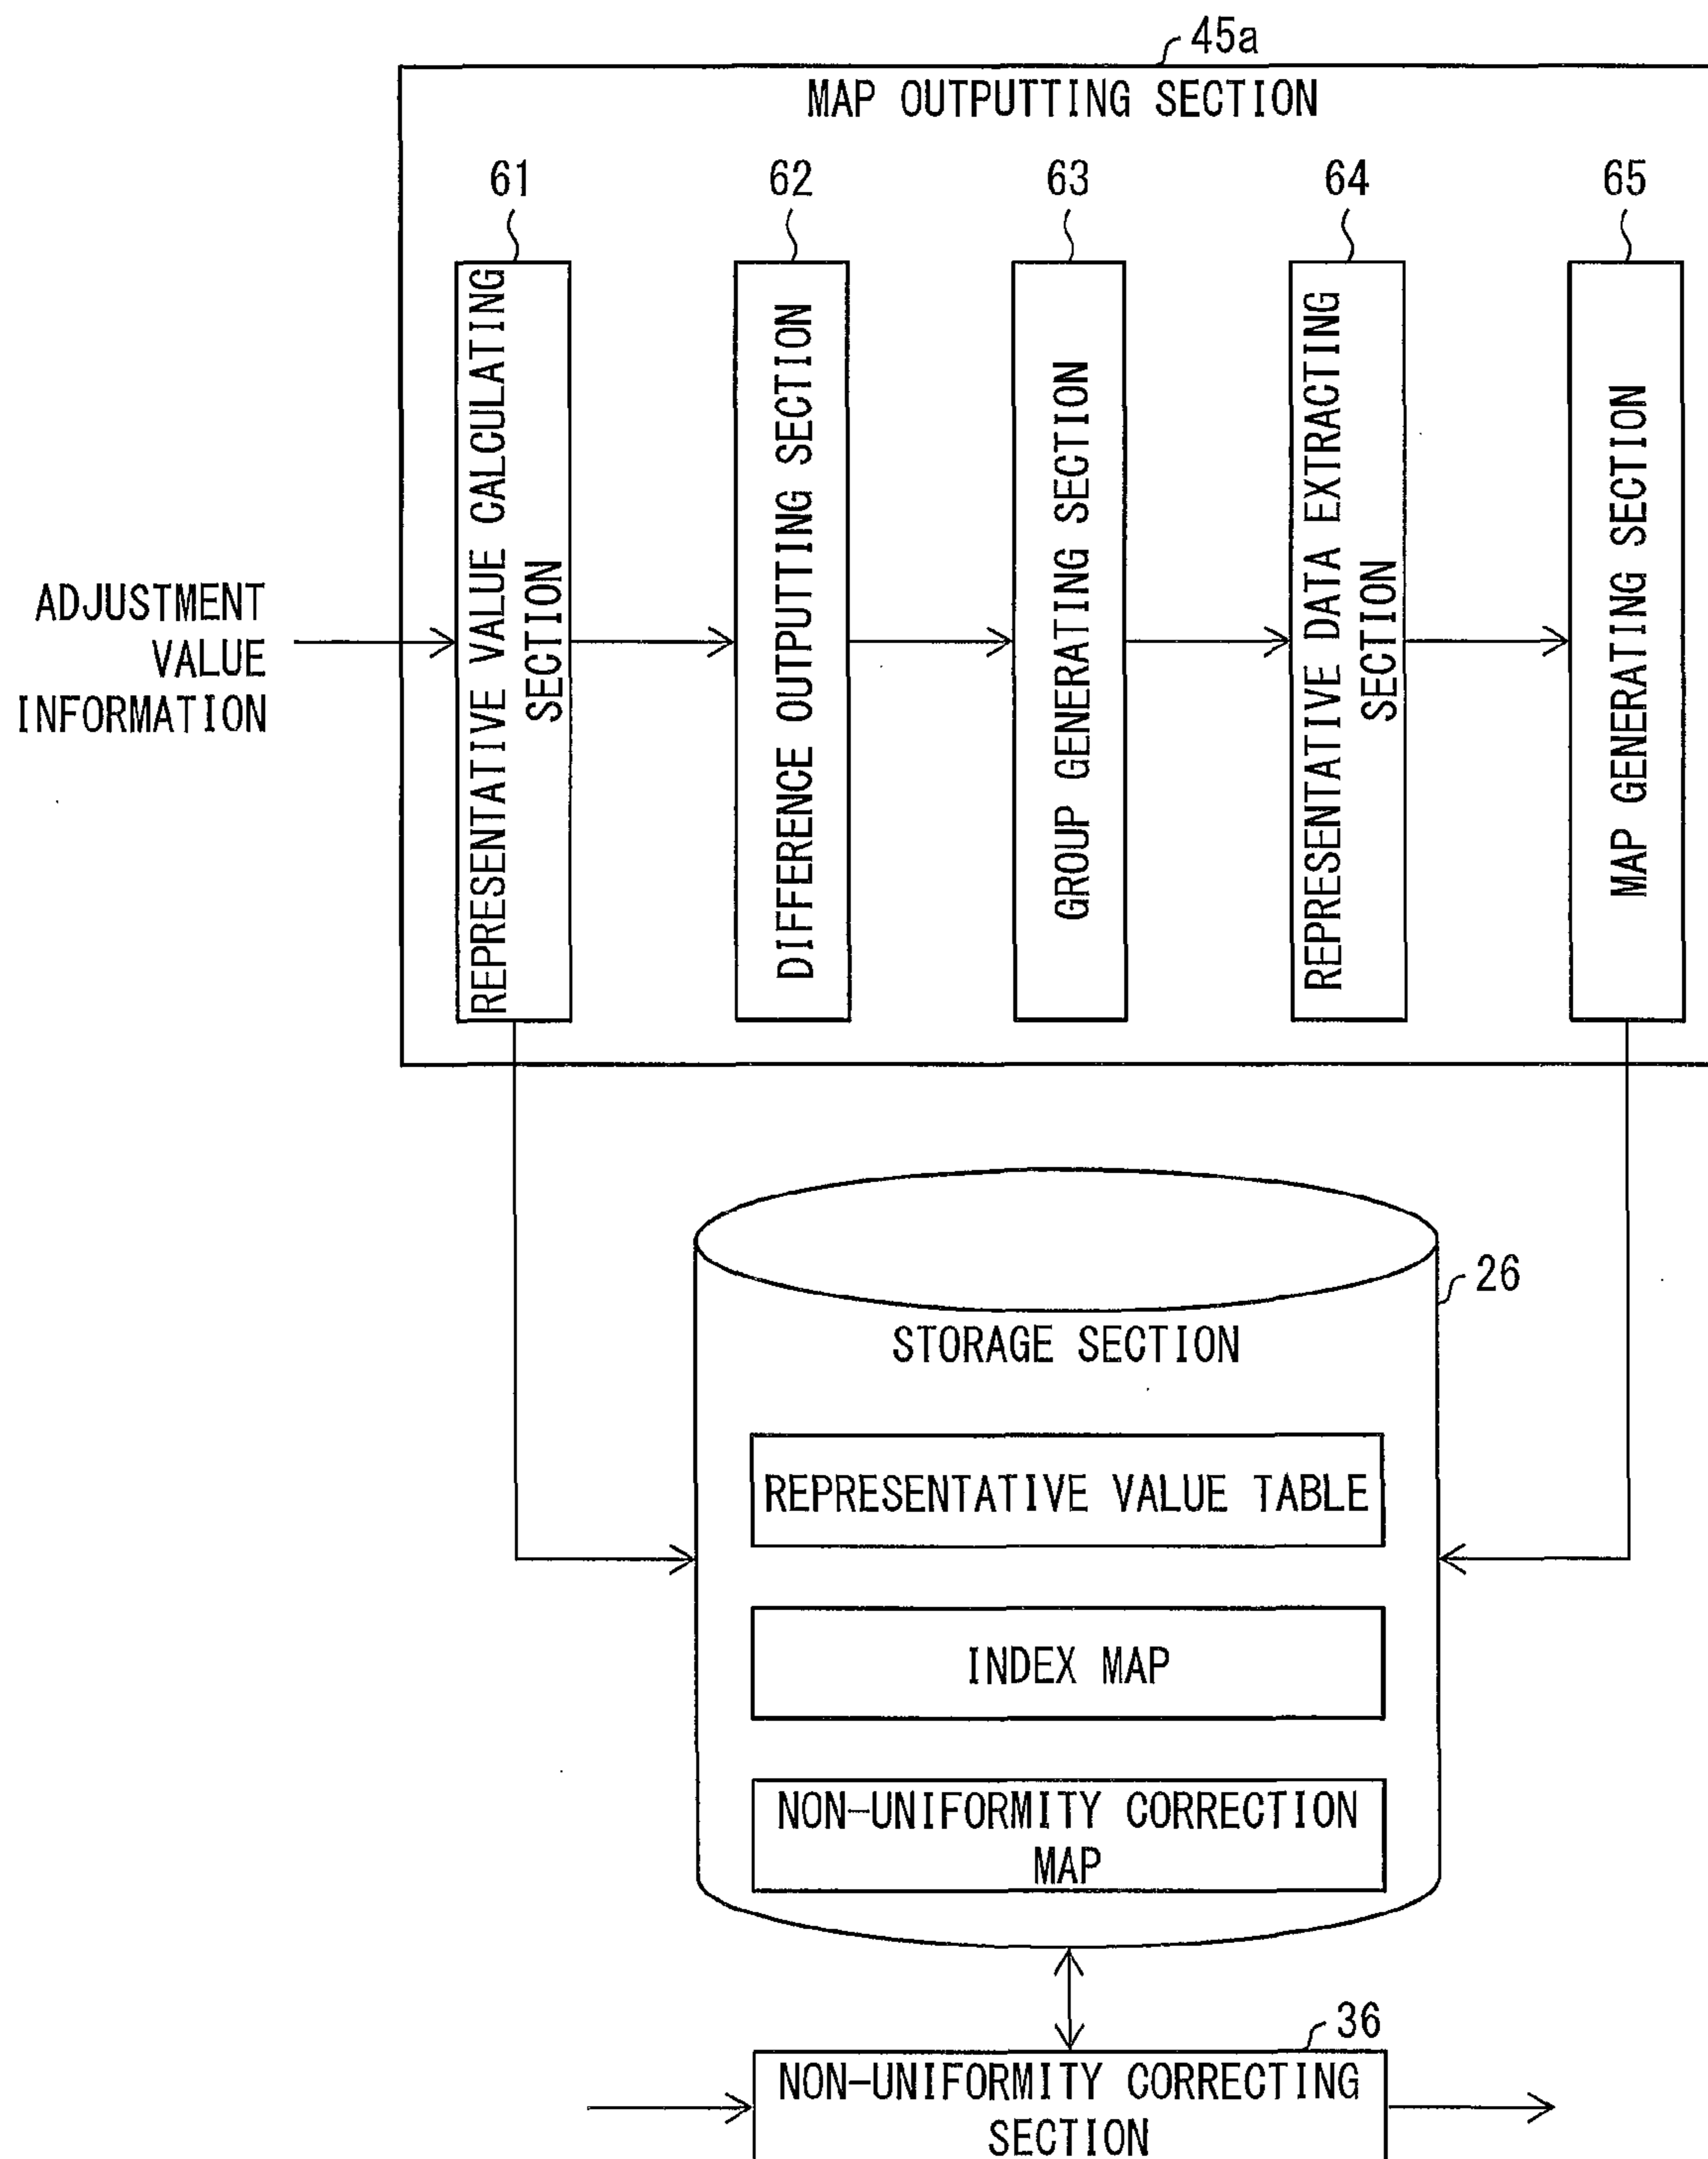 45a
MAP OUTPUTTING SECTION
61
62
63
64
65
REPRESENTATIVE VALUE CALCULATING
SECTION
DIFFERENCE OUTPUTTING SECTION
GROUP GENERATING SECTION
REPRESENTATIVE DATA EXTRACTING
SECTION
MAP GENERATING SECTION
ADJUSTMENT
VALUE
INFORMATION
26
STORAGE SECTION
REPRESENTATIVE VALUE TABLE
INDEX MAP
NON-UNIFORMITY CORRECTION
MAP
36
NON-UNIFORMITY CORRECTING
SECTION